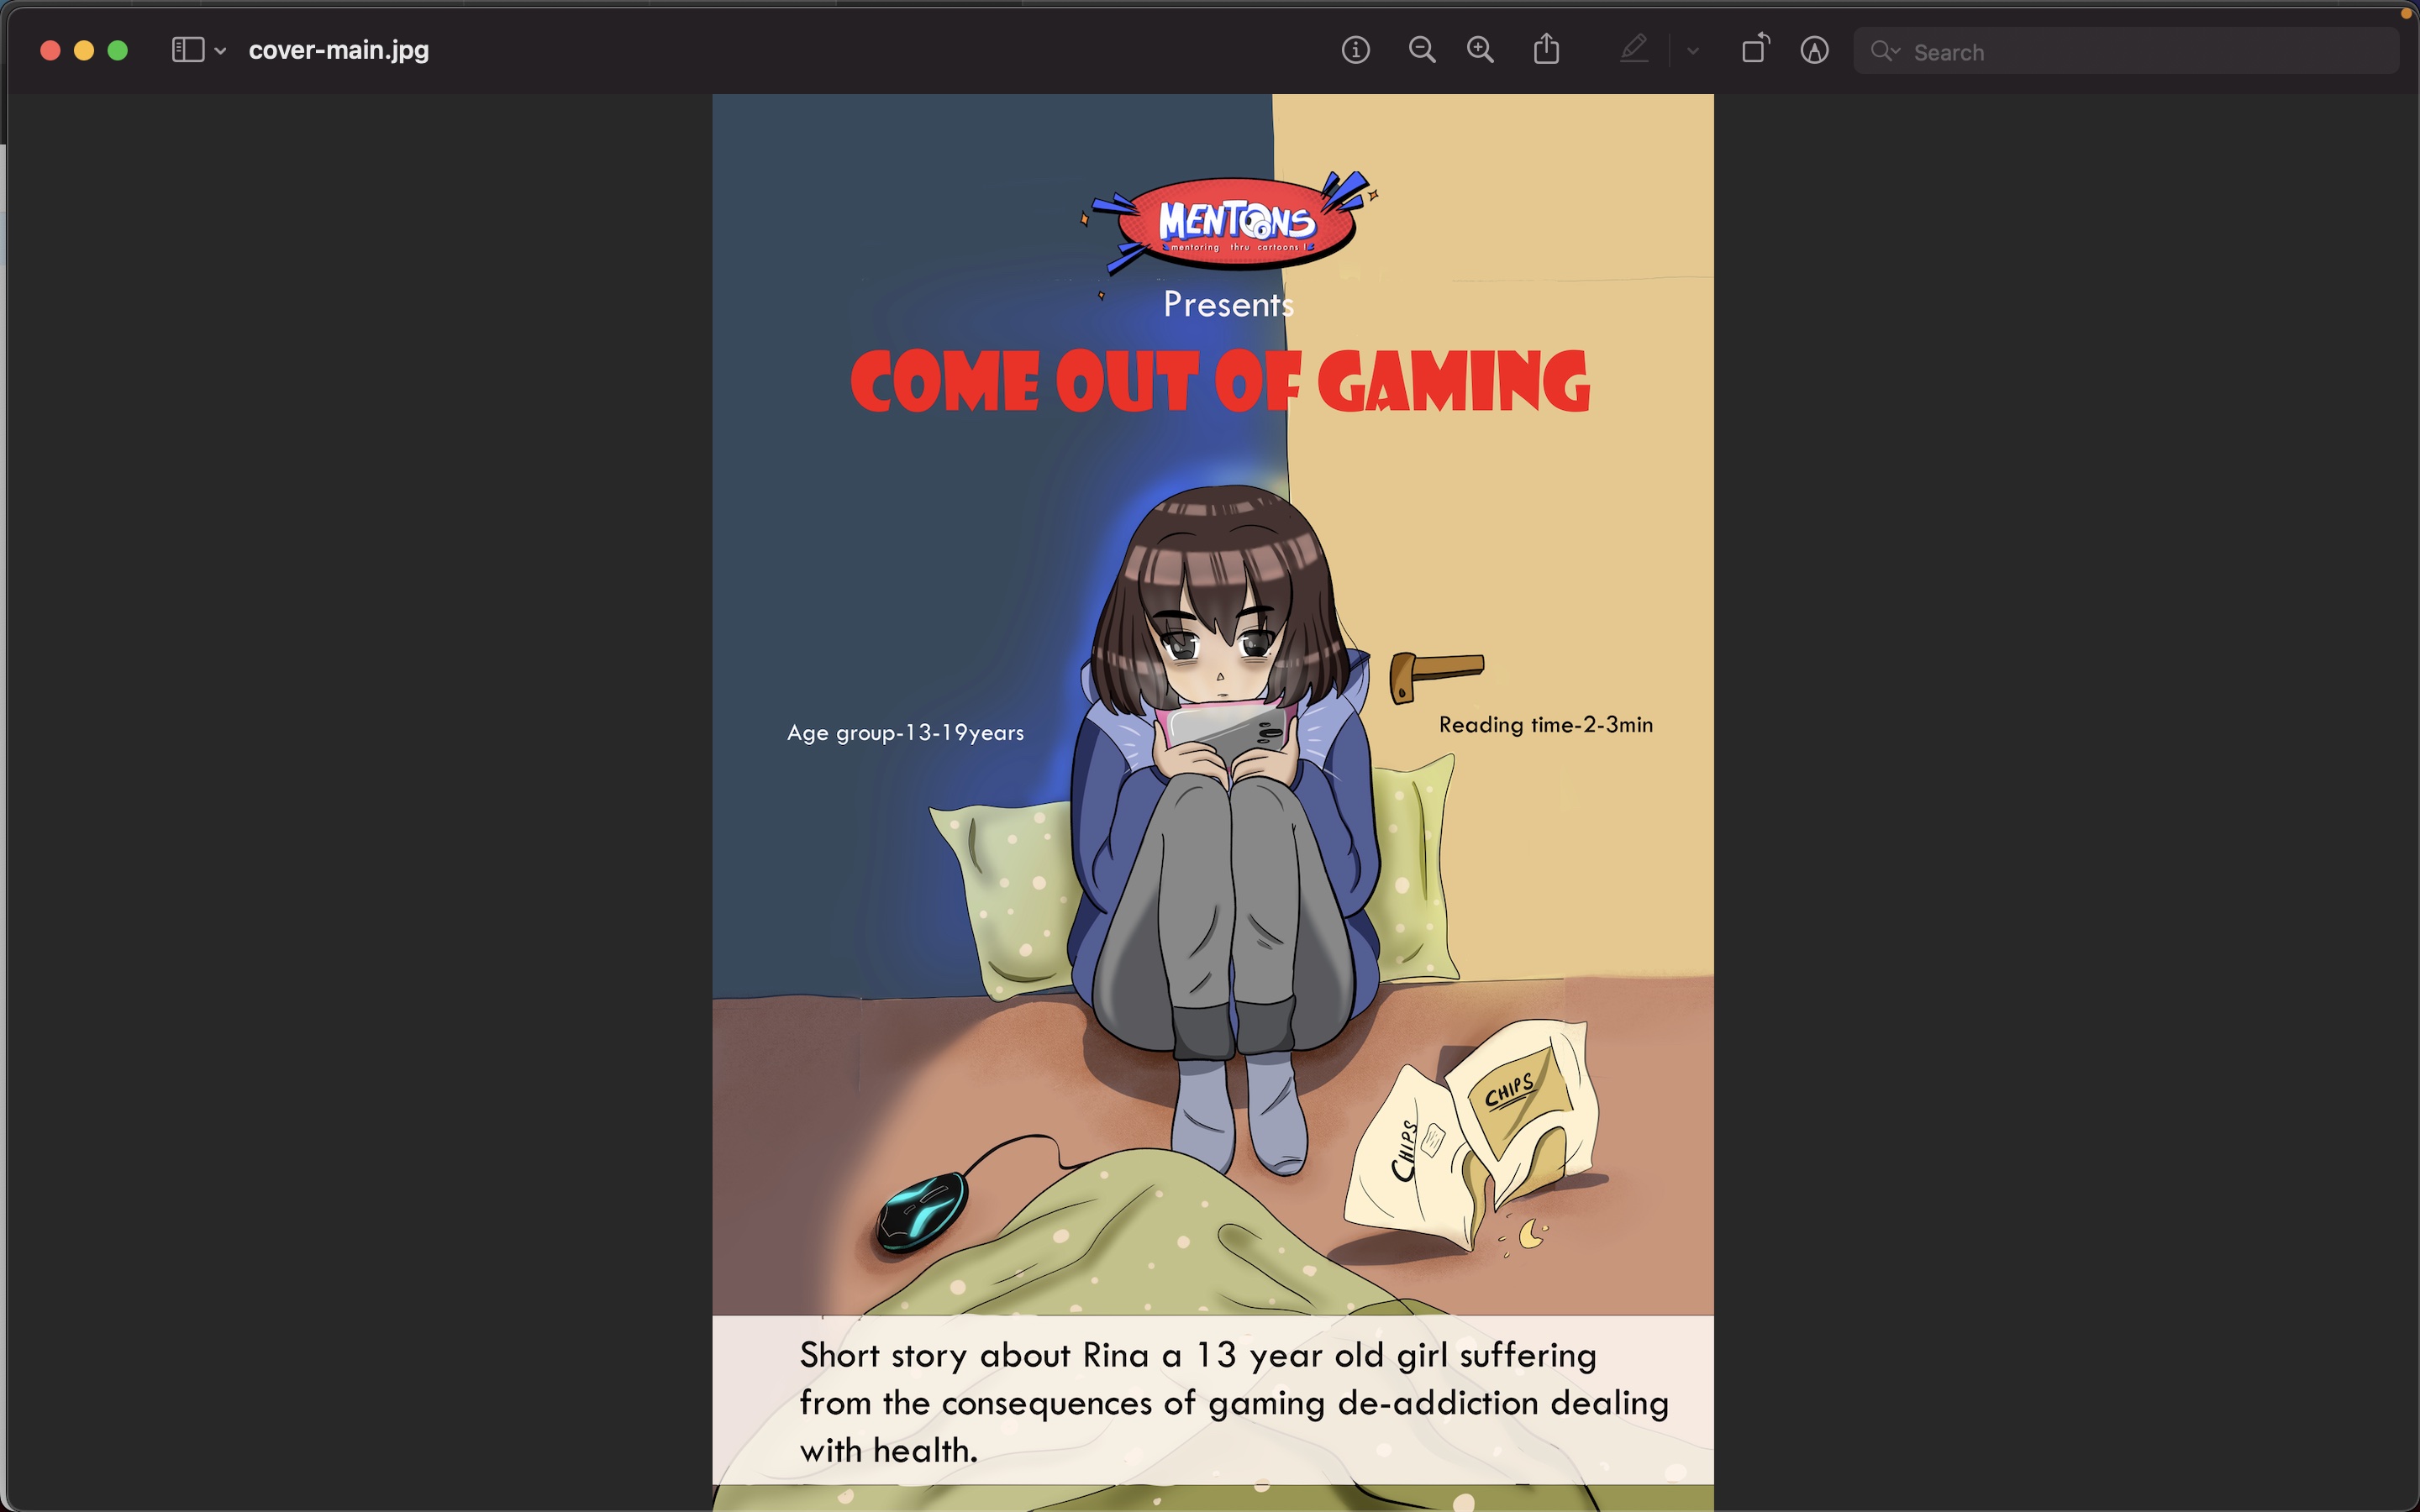 cover-main.jpg
Search
MENTOONS
mentoring thru cartoons !
Presents
COME OUT OF GAMING
Age group-13-19years
Reading time-2-3min
CHIPS
CHIPS
Short story about Rina a 13 year old girl suffering
from the consequences of gaming de-addiction dealing
with health.